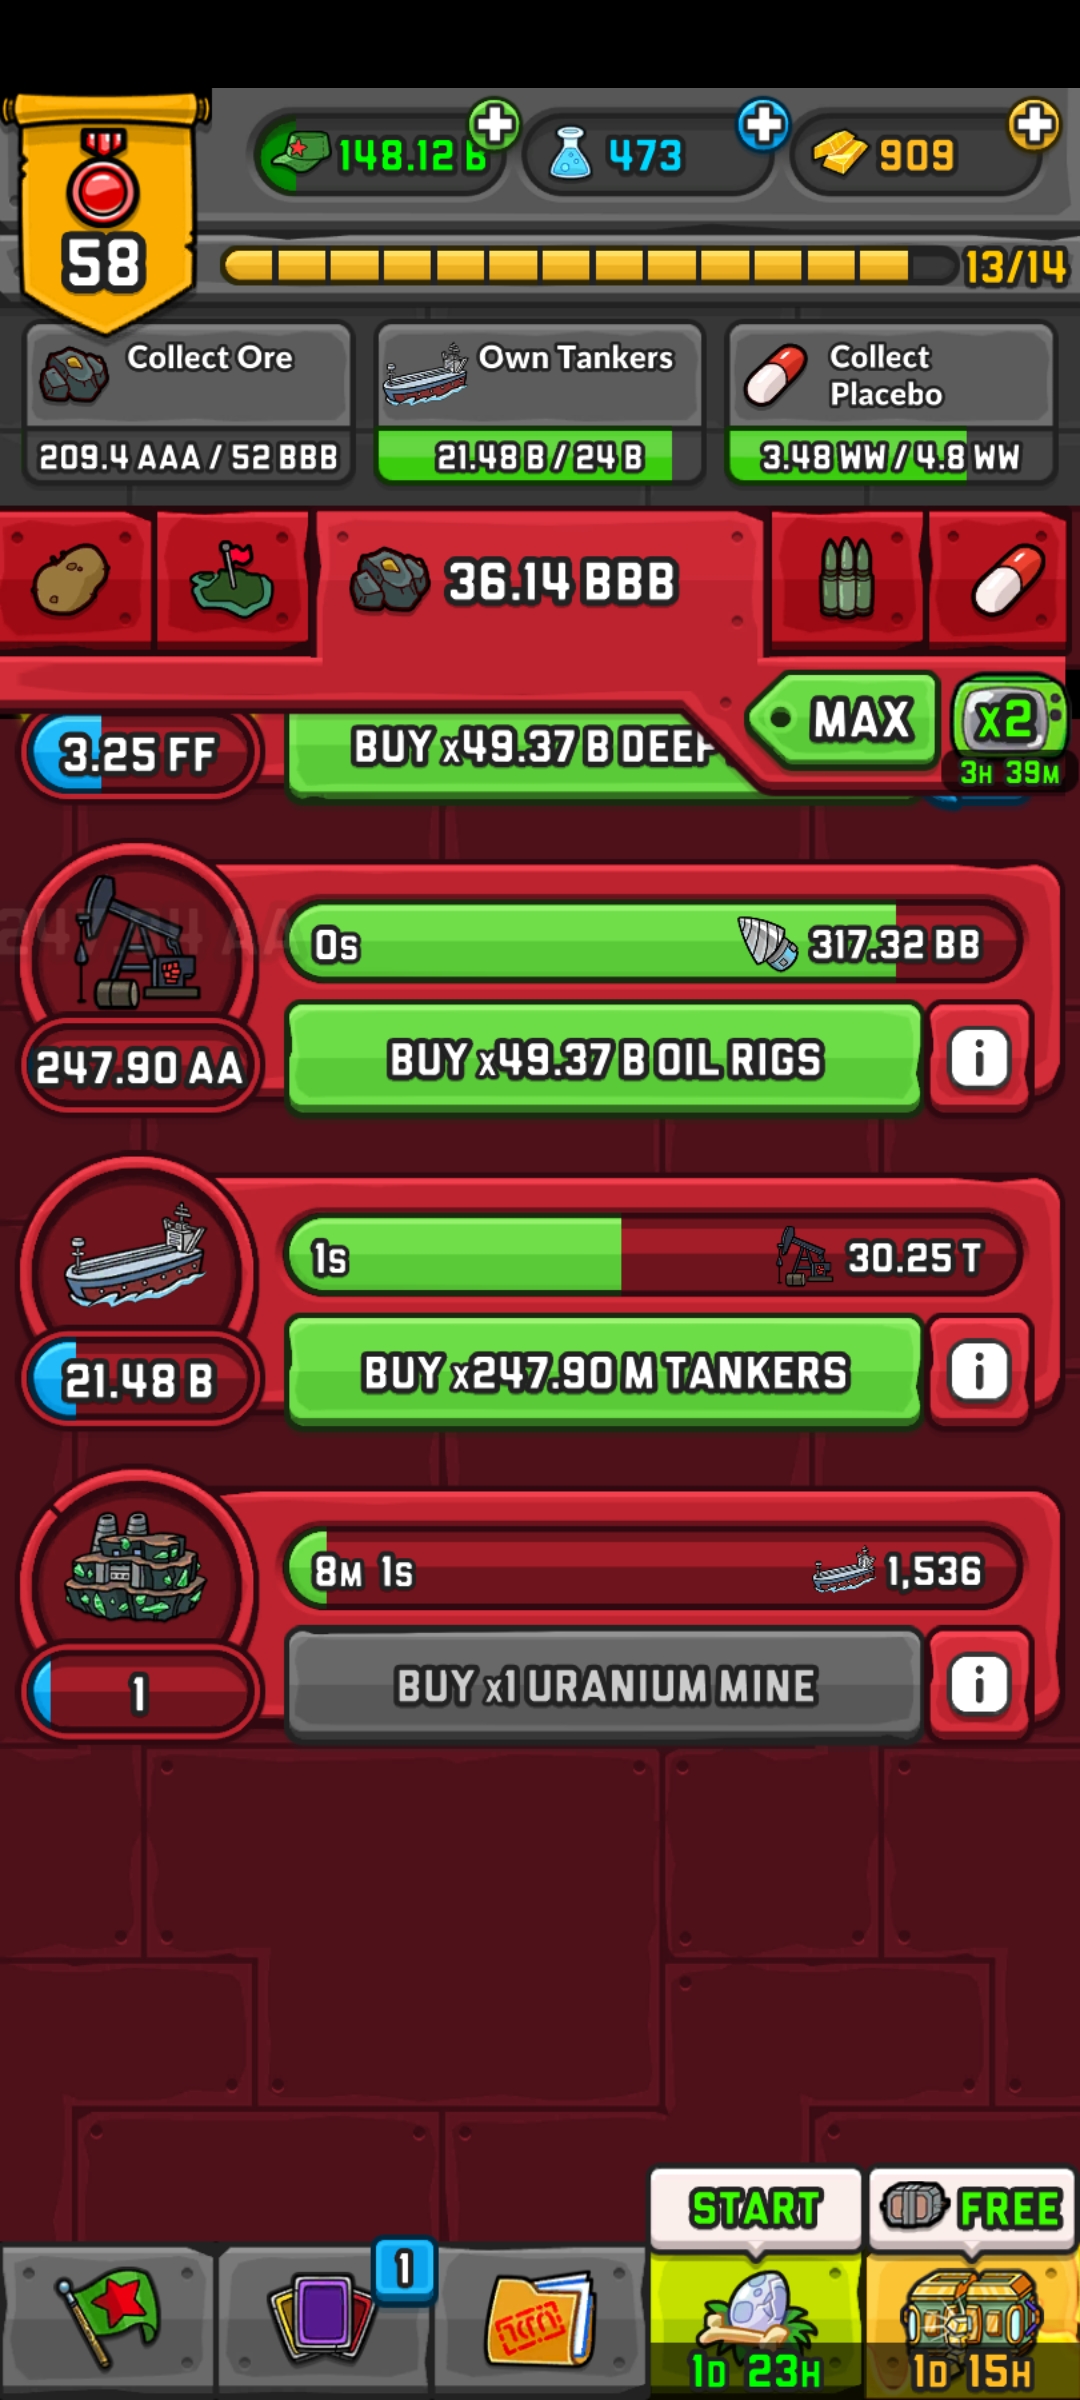 148.12 B
473
909
58
13/14
Collect Ore
Own Tankers
Collect
Placebo
209.4 AAA / 52 BBB
21.48 B / 24 B
3.48 WW / 4.8 WW
36.14 BBB
MAX
x2
3H 39M
3.25 FF
BUY x49.37 B DEEP
247.90 AA
0s
317.32 BB
BUY x49.37 B OIL RIGS
i
1s
30.25 T
21.48 B
BUY x247.90 M TANKERS
i
8M 1s
1,536
1
BUY x1 URANIUM MINE
i
START
FREE
1
1D 23H
1D 15H